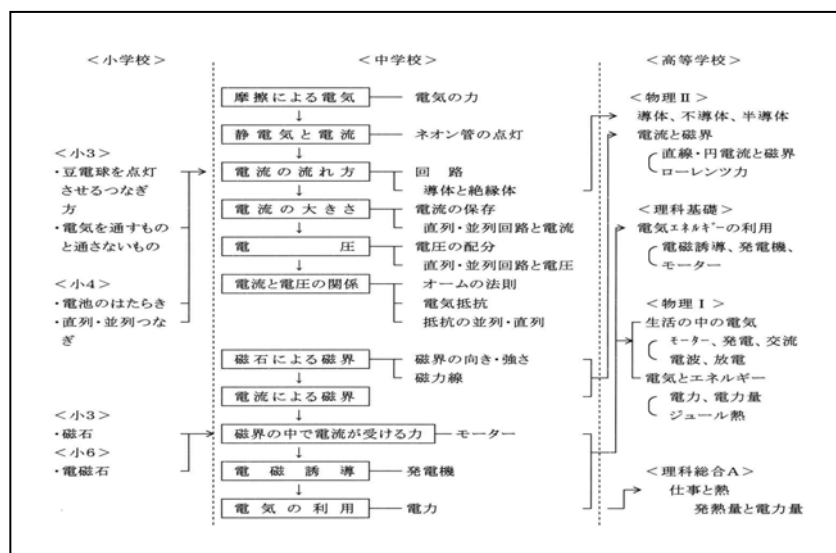 ＜小学校＞
＜中学校＞
＜高等学校＞
＜小3＞
・豆電球を点灯
させるつなぎ
方
・電気を通すもの
と通さないもの
＜小4＞
・電池のはたらき
・直列・並列つな
ぎ
＜小3＞
・磁石
＜小6＞
・電磁石
摩擦による電気 電気の力
↓
静電気と電流 ネオン管の点灯
↓
電流の流れ方 回路
導体と絶縁体
↓
電流の大きさ 電流の保存
直列・並列回路と電流
↓
電圧 電圧の配分
直列・並列回路と電圧
↓
電流と電圧の関係 オームの法則
電気抵抗
抵抗の並列・直列
磁石による磁界 磁界の向き・強さ
磁力線
↓
電流による磁界
↓
磁界の中で電流が受ける力 モーター
↓
電磁誘導 発電機
↓
電気の利用 電力
＜物理Ⅱ＞
導体、不導体、半導体
電流と磁界
直線・円電流と磁界
ローレンツ力
＜理科基礎＞
電気エネルギーの利用
電磁誘導、発電機、
モーター
＜物理Ⅰ＞
生活の中の電気
モーター、発電、交流
電波、放電
電気とエネルギー
電力、電力量
ジュール熱
＜理科総合A＞
仕事と熱
発熱量と電力量